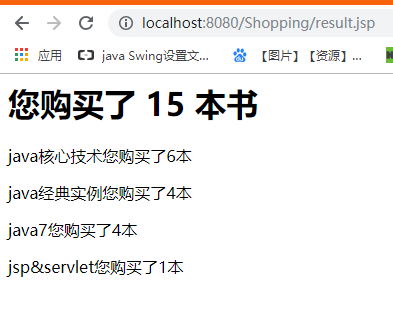 localhost:8080/Shopping/result.jsp
应用 java Swing设置文... 【图片】【资源】...
您购买了 15 本书
java核心技术您购买了6本
java经典实例您购买了4本
java7您购买了4本
jsp&servlet您购买了1本